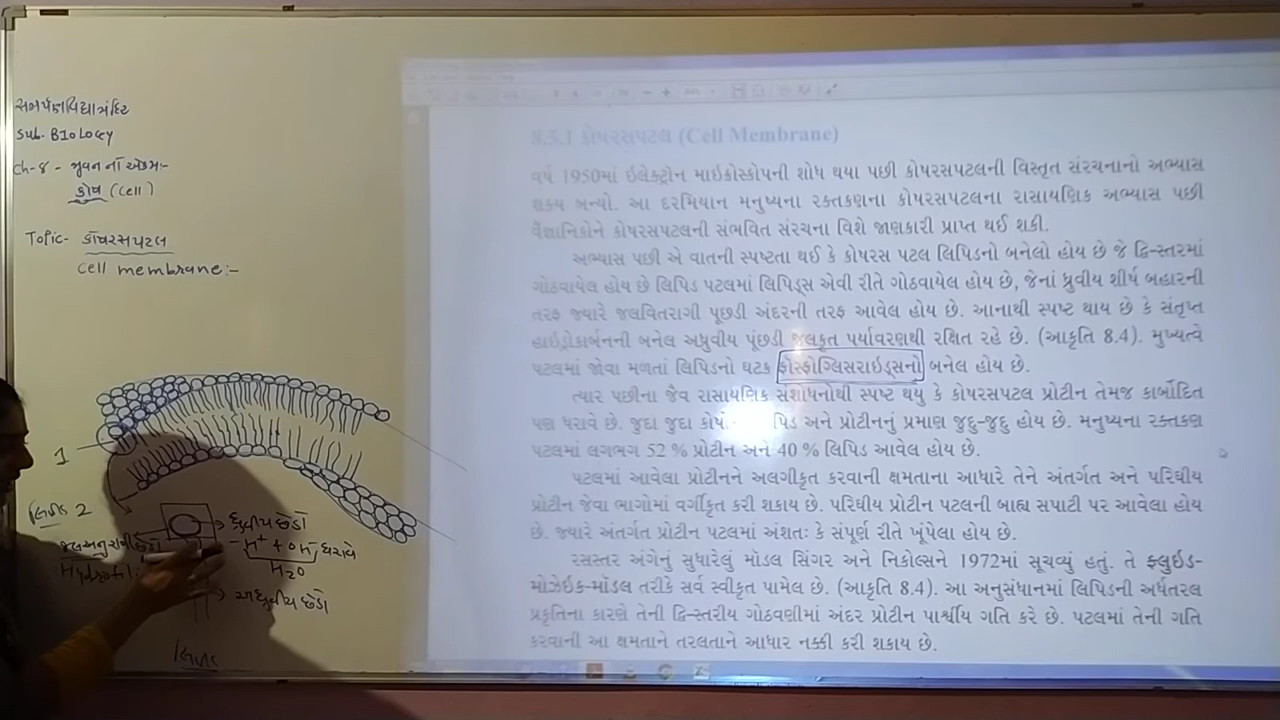 સમર્પણ વિદ્યામંદિર
Sub. BIology
Ch-8 - જીવનનો એકમ:-
કોષ (cell)
Topic- કોષરસપટલ
cell membrane:-
1
લિપિડ 2
ધ્રુવીય છેડો
H⁺ + OH⁻ ધરાવે
H₂O
અધ્રુવીય છેડો
લિપિડ
8.5.1 કોષરસપટલ (Cell Membrane)
વર્ષ 1950માં ઇલેક્ટ્રૉન માઇક્રોસ્કોપની શોધ થયા પછી કોષરસપટલની વિસ્તૃત સંરચનાનો અભ્યાસ
શક્ય બન્યો. આ દરમિયાન મનુષ્યના રક્તકણના કોષરસપટલના રાસાયણિક અભ્યાસ પછી
વૈજ્ઞાનિકોને કોષરસપટલની સંભવિત સંરચના વિશે જાણકારી પ્રાપ્ત થઈ શકી.
અભ્યાસ પછી એ વાતની સ્પષ્ટતા થઈ કે કોષરસ પટલ લિપિડનો બનેલો હોય છે જે દ્વિ-સ્તરમાં
ગોઠવાયેલ હોય છે લિપિડ પટલમાં લિપિડ્સ એવી રીતે ગોઠવાયેલ હોય છે, જેનાં ધ્રુવીય શીર્ષ બહારની
તરફ જ્યારે જલવિતરાગી પૂછડી અંદરની તરફ આવેલ હોય છે. આનાથી સ્પષ્ટ થાય છે કે સંતૃપ્ત
હાઇડ્રોકાર્બનની બનેલ અધ્રુવીય પૂંછડી જલકૃત પર્યાવરણથી રક્ષિત રહે છે. (આકૃતિ 8.4). મુખ્યત્વે
પટલમાં જોવા મળતાં લિપિડનો ઘટક ફૉસ્ફોગ્લિસરાઇડ્સનો બનેલ હોય છે.
ત્યાર પછીના જૈવ રાસાયણિક સંશોધનોથી સ્પષ્ટ થયુ કે કોષરસપટલ પ્રોટીન તેમજ કાર્બોદિત
પણ ધરાવે છે. જુદા જુદા કોષો પિડ અને પ્રોટીનનું પ્રમાણ જુદુ-જુદુ હોય છે. મનુષ્યના રક્તકણ
પટલમાં લગભગ 52 % પ્રોટીન અને 40 % લિપિડ આવેલ હોય છે.
પટલમાં આવેલા પ્રોટીનને અલગીકૃત કરવાની ક્ષમતાના આધારે તેને અંતર્ગત અને પરિઘીય
પ્રોટીન જેવા ભાગોમાં વર્ગીકૃત કરી શકાય છે. પરિઘીય પ્રોટીન પટલની બાહ્ય સપાટી પર આવેલા હોય
છે. જ્યારે અંતર્ગત પ્રોટીન પટલમાં અંશતઃ કે સંપૂર્ણ રીતે ખૂંપેલા હોય છે.
રસસ્તર અંગેનું સુધારેલું મૉડલ સિંગર અને નિકોલ્સને 1972માં સૂચવ્યું હતું. તે ફ્લુઇડ-
મોઝેઇક-મૉડલ તરીકે સર્વ સ્વીકૃત પામેલ છે. (આકૃતિ 8.4). આ અનુસંધાનમાં લિપિડની અર્ધતરલ
પ્રકૃતિના કારણે તેની દ્વિ-સ્તરીય ગોઠવણીમાં અંદર પ્રોટીન પાર્શ્વીય ગતિ કરે છે. પટલમાં તેની ગતિ
કરવાની આ ક્ષમતાને તરલતાને આધાર નક્કી કરી શકાય છે.